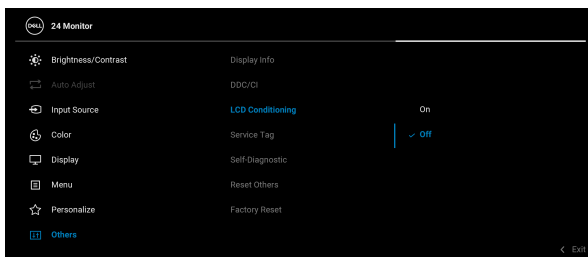 DELL 24 Monitor
Brightness/Contrast Display Info
Auto Adjust DDC/CI
Input Source LCD Conditioning On
Color Service Tag Off
Display Self-Diagnostic
Menu Reset Others
Personalize Factory Reset
Others
Exit